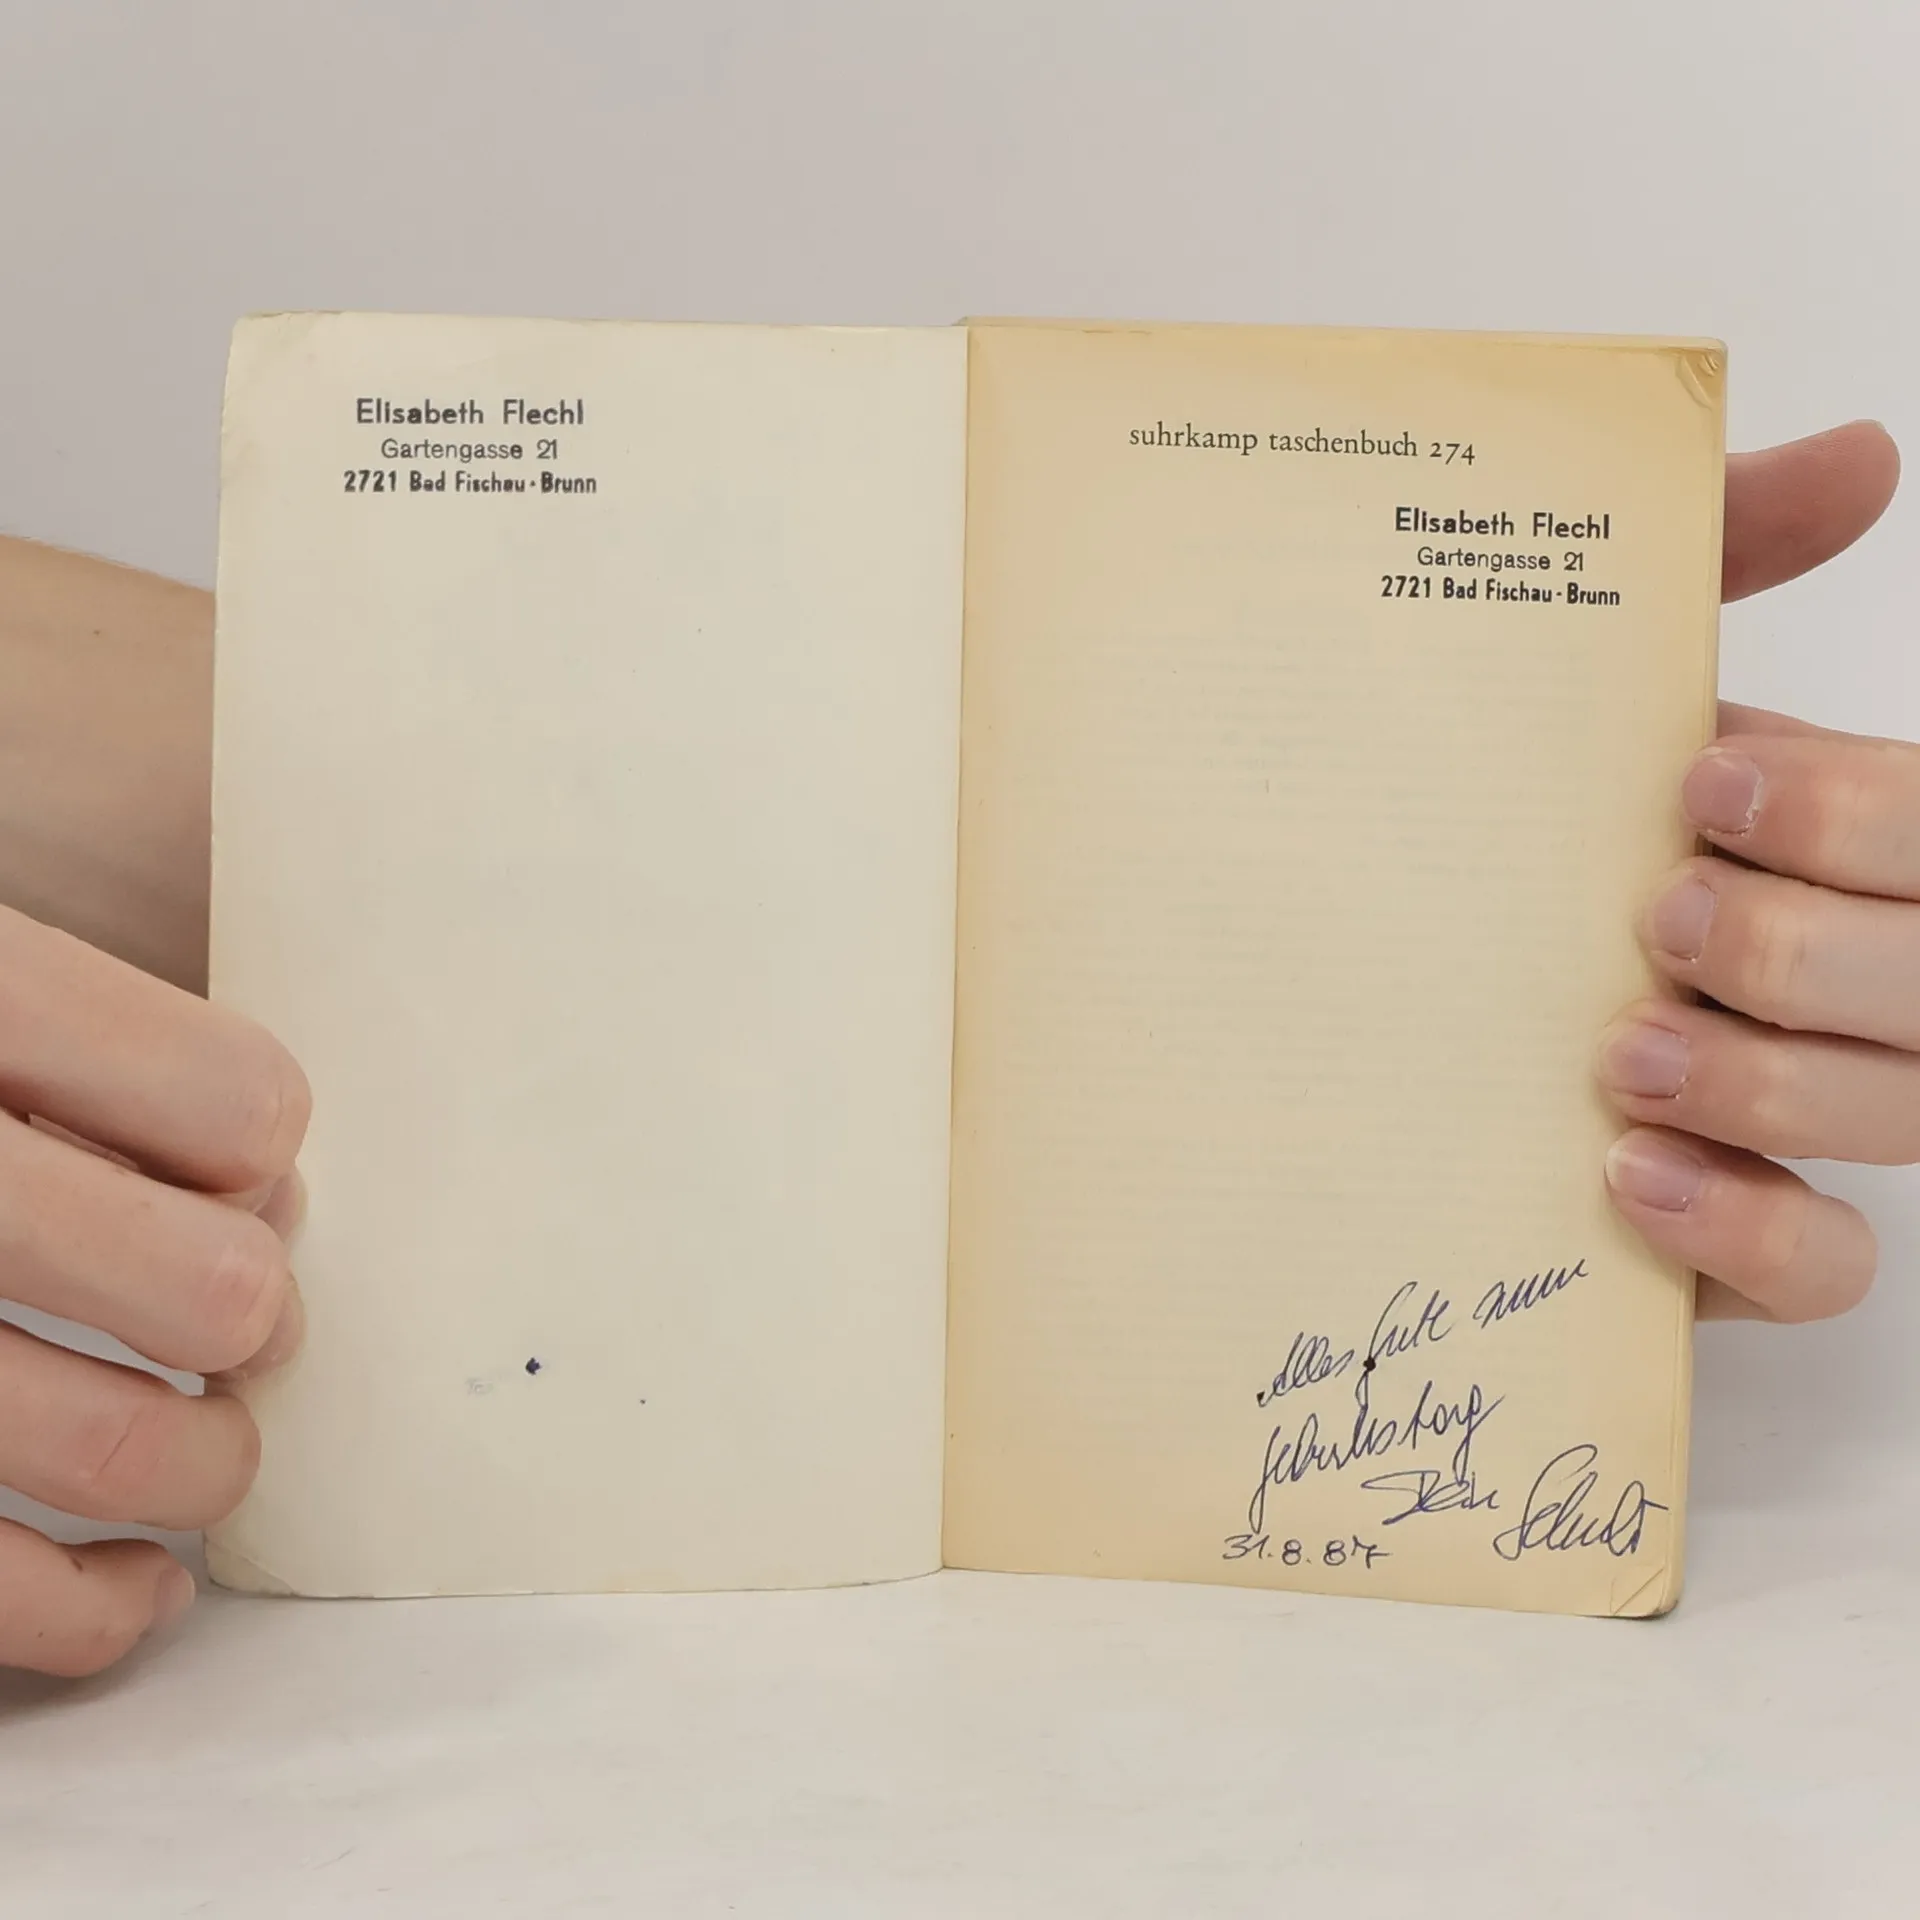 Elisabeth Flechl
Gartengasse 21
2721 Bad Fischau-Brunn
suhrkamp taschenbuch 274
Elisabeth Flechl
Gartengasse 21
2721 Bad Fischau-Brunn
Alles Gute zum
Geburtstag
Dein
31.8.87